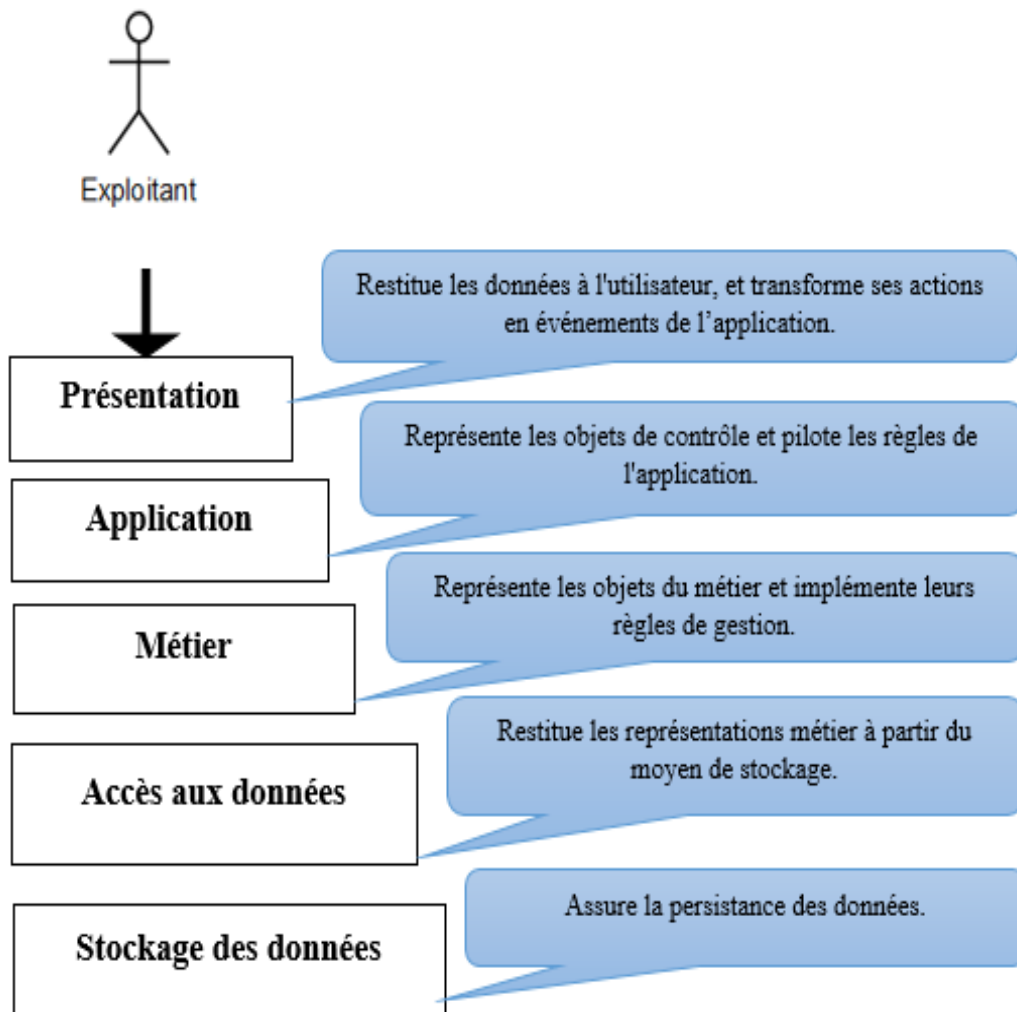 Exploitant
Restitue les données à l'utilisateur, et transforme ses actions
en événements de l’application.
Présentation
Représente les objets de contrôle et pilote les règles de
l'application.
Application
Représente les objets du métier et implémente leurs
règles de gestion.
Métier
Restitue les représentations métier à partir du
moyen de stockage.
Accès aux données
Assure la persistance des données.
Stockage des données